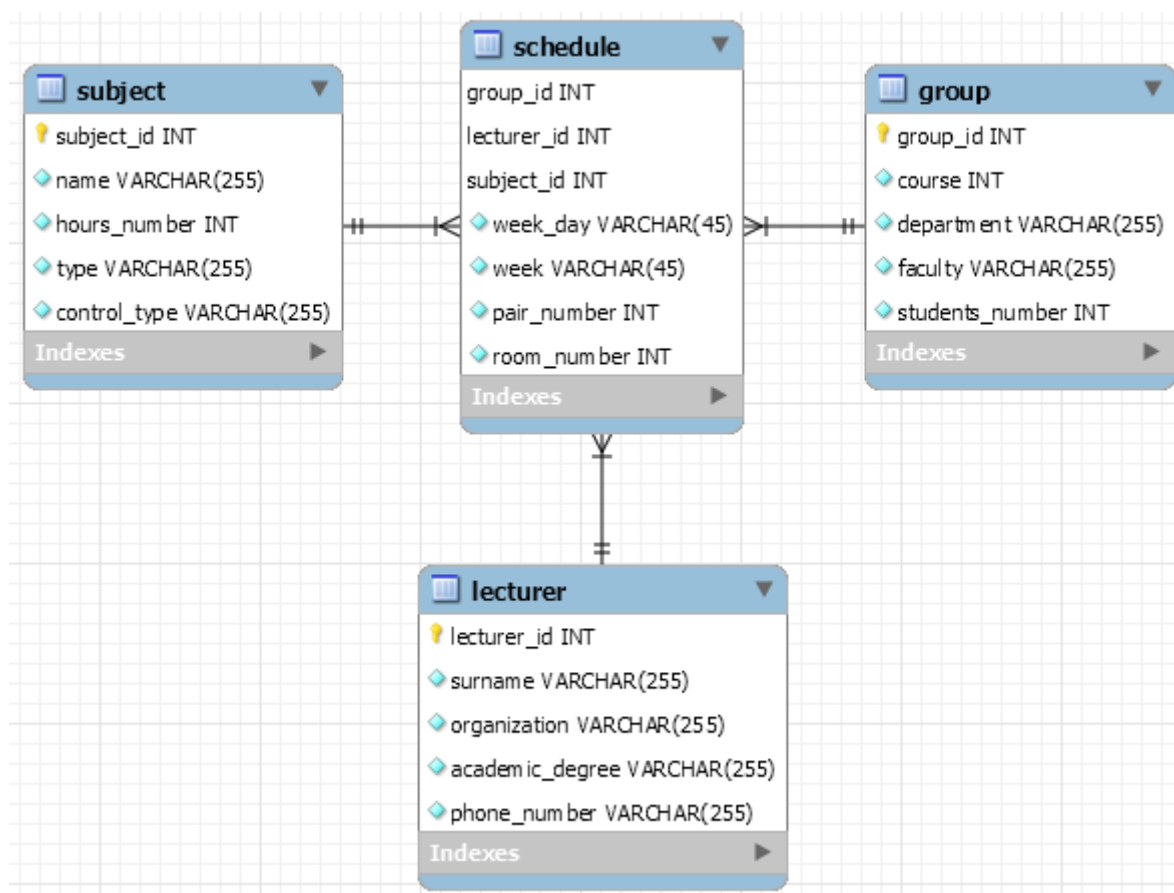 subject
subject_id INT
name VARCHAR(255)
hours_number INT
type VARCHAR(255)
control_type VARCHAR(255)
Indexes
schedule
group_id INT
lecturer_id INT
subject_id INT
week_day VARCHAR(45)
week VARCHAR(45)
pair_number INT
room_number INT
Indexes
group
group_id INT
course INT
department VARCHAR(255)
faculty VARCHAR(255)
students_number INT
Indexes
lecturer
lecturer_id INT
surname VARCHAR(255)
organization VARCHAR(255)
academic_degree VARCHAR(255)
phone_number VARCHAR(255)
Indexes